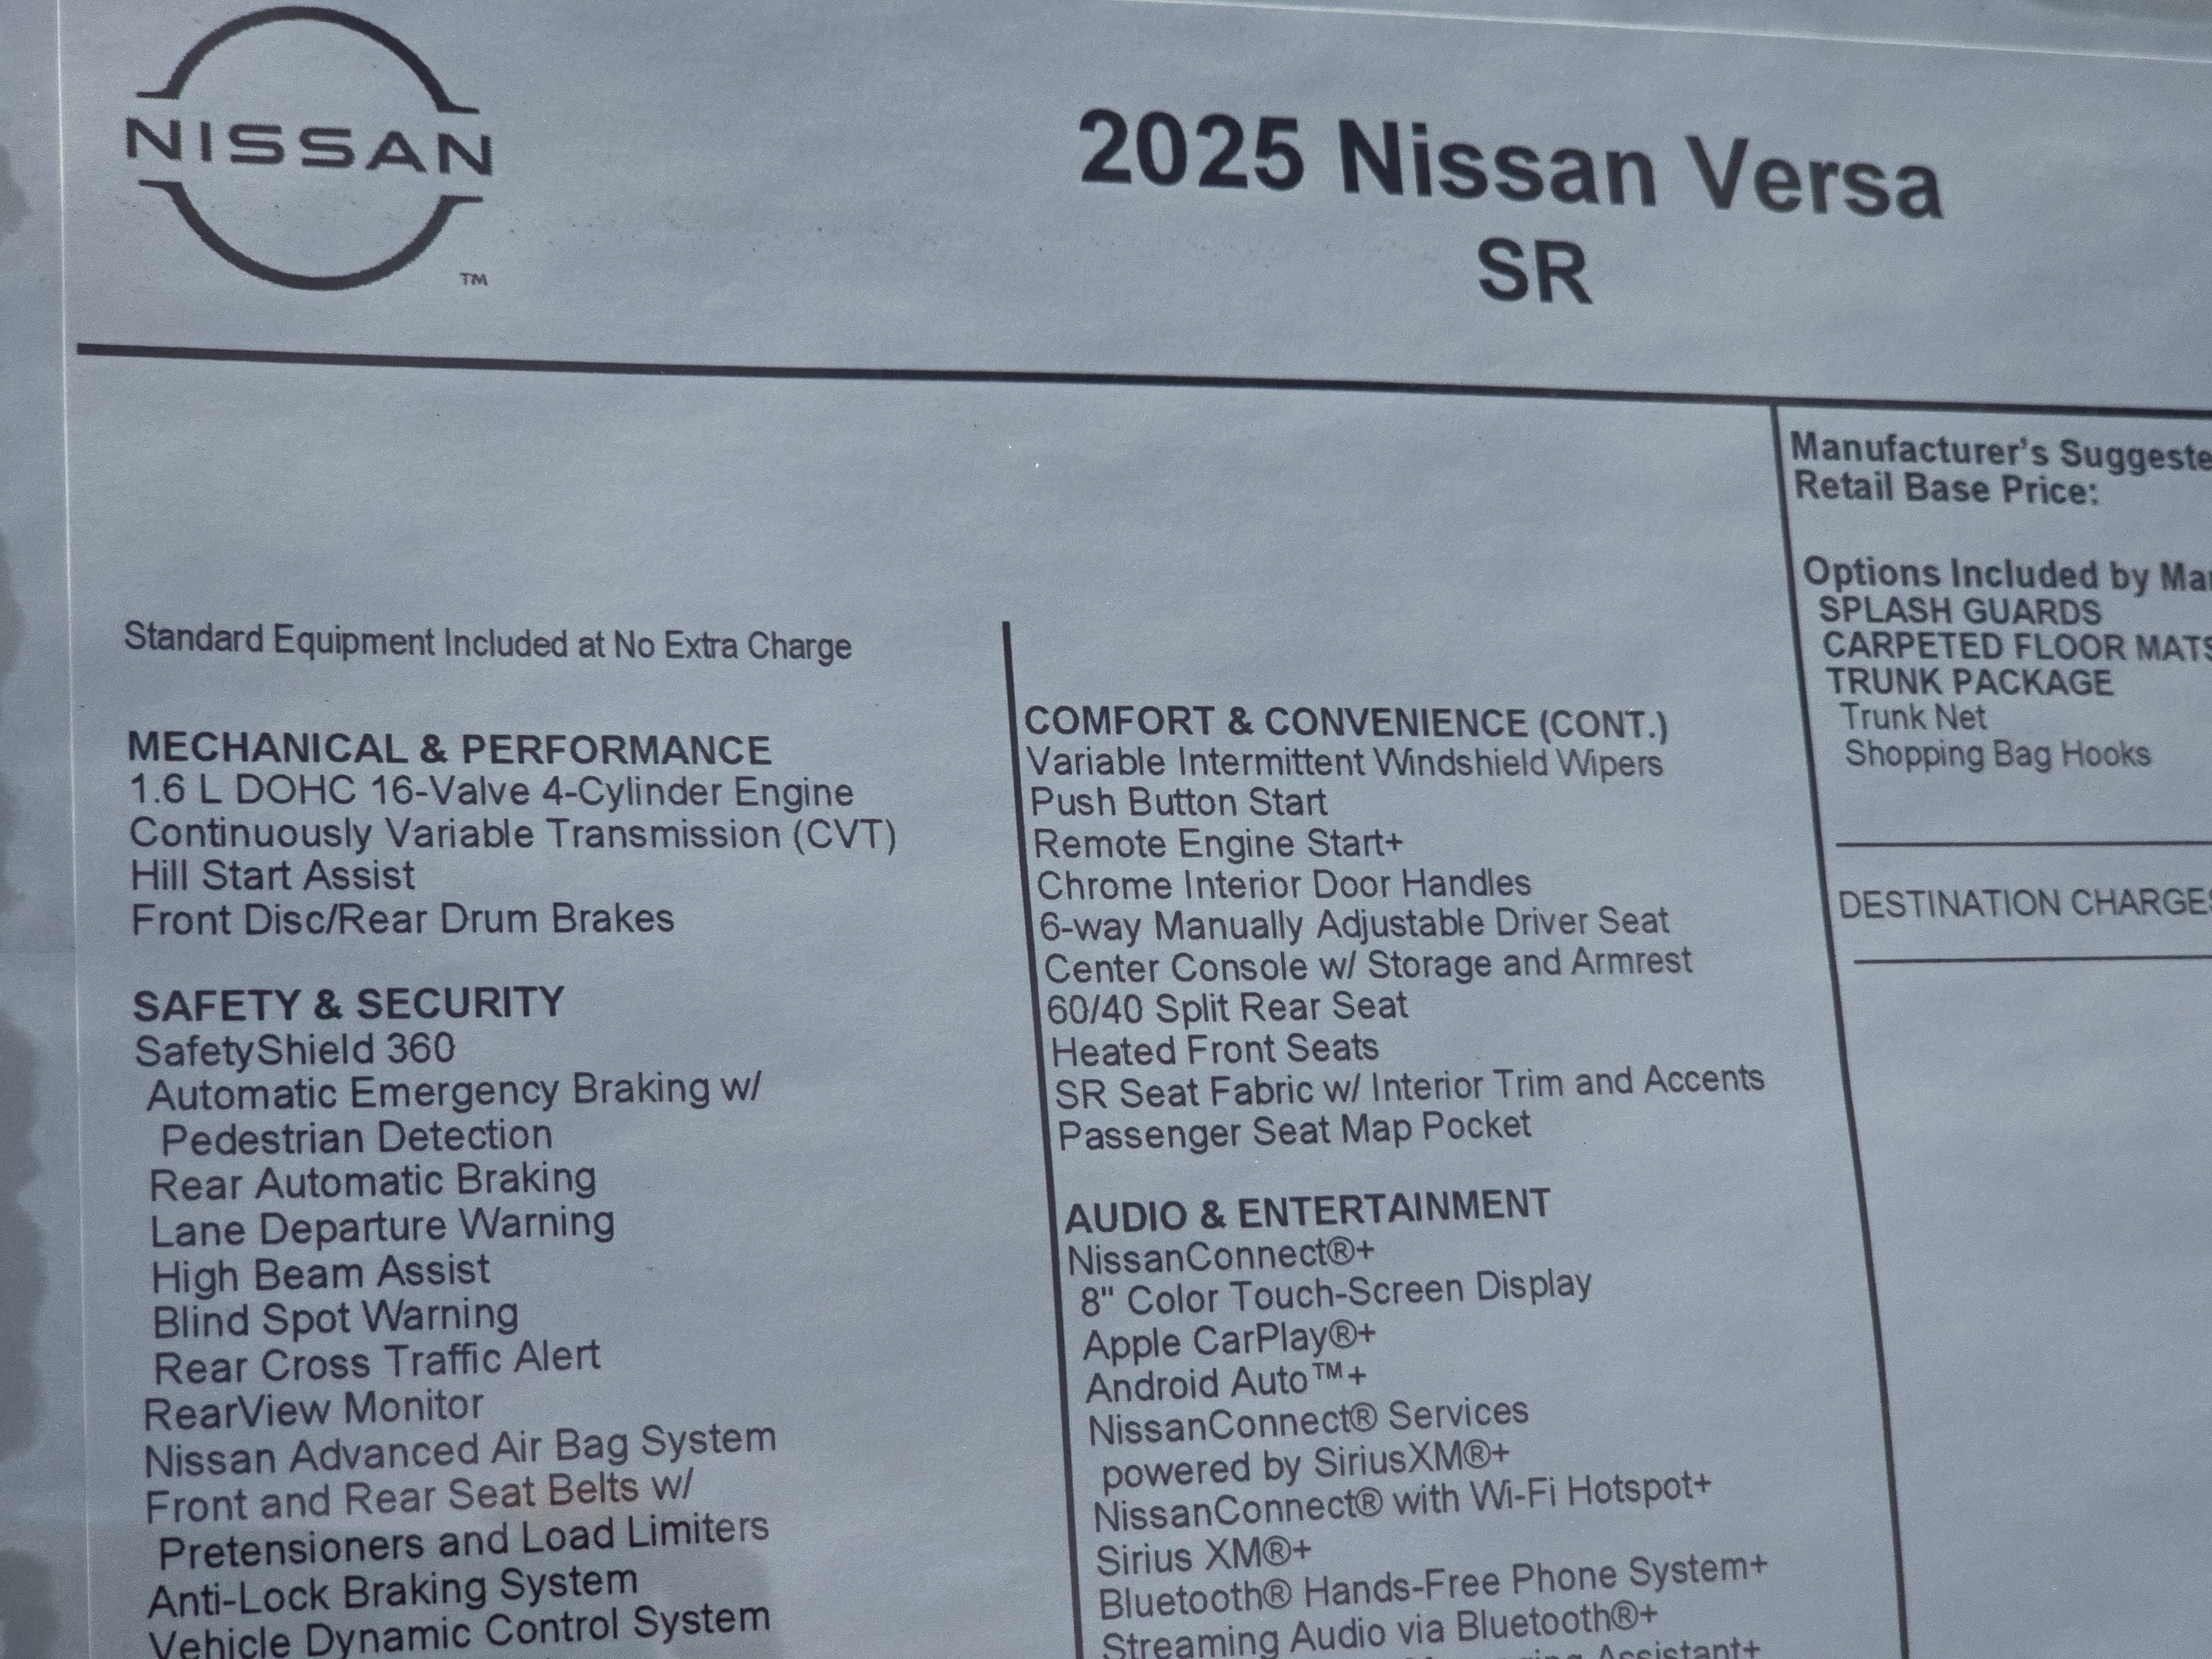 NISSAN
TM
2025 Nissan Versa
SR
Standard Equipment Included at No Extra Charge
MECHANICAL & PERFORMANCE
1.6 L DOHC 16-Valve 4-Cylinder Engine
Continuously Variable Transmission (CVT)
Hill Start Assist
Front Disc/Rear Drum Brakes
SAFETY & SECURITY
SafetyShield 360
Automatic Emergency Braking w/
Pedestrian Detection
Rear Automatic Braking
Lane Departure Warning
High Beam Assist
Blind Spot Warning
Rear Cross Traffic Alert
RearView Monitor
Nissan Advanced Air Bag System
Front and Rear Seat Belts w/
Pretensioners and Load Limiters
Anti-Lock Braking System
Vehicle Dynamic Control System
COMFORT & CONVENIENCE (CONT.)
Variable Intermittent Windshield Wipers
Push Button Start
Remote Engine Start+
Chrome Interior Door Handles
6-way Manually Adjustable Driver Seat
Center Console w/ Storage and Armrest
60/40 Split Rear Seat
Heated Front Seats
SR Seat Fabric w/ Interior Trim and Accents
Passenger Seat Map Pocket
AUDIO & ENTERTAINMENT
NissanConnect®+
8" Color Touch-Screen Display
Apple CarPlay®+
Android Auto™+
NissanConnect® Services
powered by SiriusXM®+
NissanConnect® with Wi-Fi Hotspot+
Sirius XM®+
Bluetooth® Hands-Free Phone System+
Streaming Audio via Bluetooth®+
Assistant+
Manufacturer's Suggeste
Retail Base Price:
Options Included by Ma
SPLASH GUARDS
CARPETED FLOOR MATS
TRUNK PACKAGE
Trunk Net
Shopping Bag Hooks
DESTINATION CHARGES